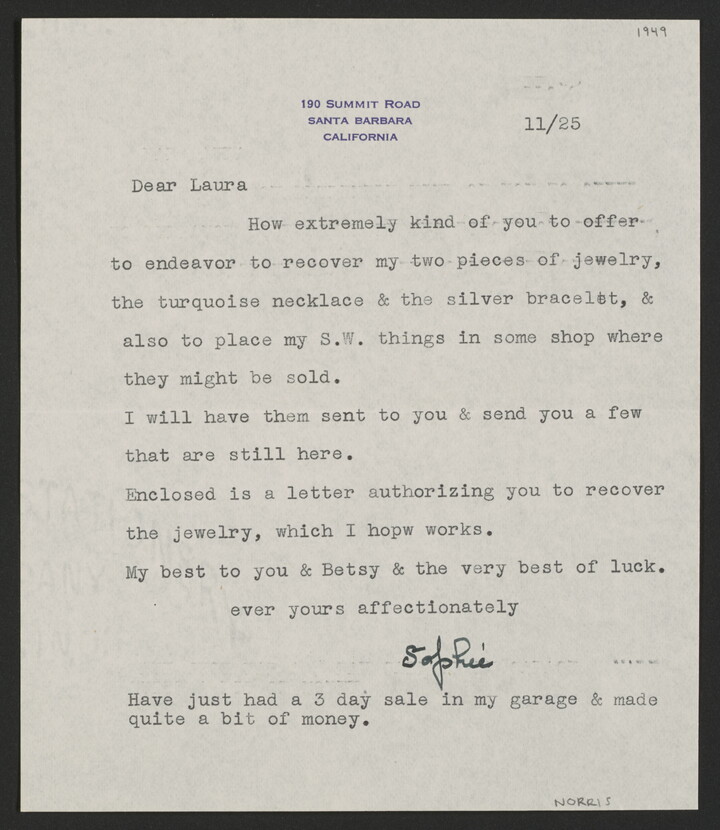 1949
190 SUMMIT ROAD
SANTA BARBARA
CALIFORNIA
11/25
Dear Laura
How extremely kind of you to offer
to endeavor to recover my two pieces of jewelry,
the turquoise necklace & the silver bracelet, &
also to place my S.W. things in some shop where
they might be sold.
I will have them sent to you & send you a few
that are still here.
Enclosed is a letter authorizing you to recover
the jewelry, which I hopw works.
My best to you & Betsy & the very best of luck.
ever yours affectionately
Sophie
Have just had a 3 day sale in my garage & made
quite a bit of money.
NORRIS